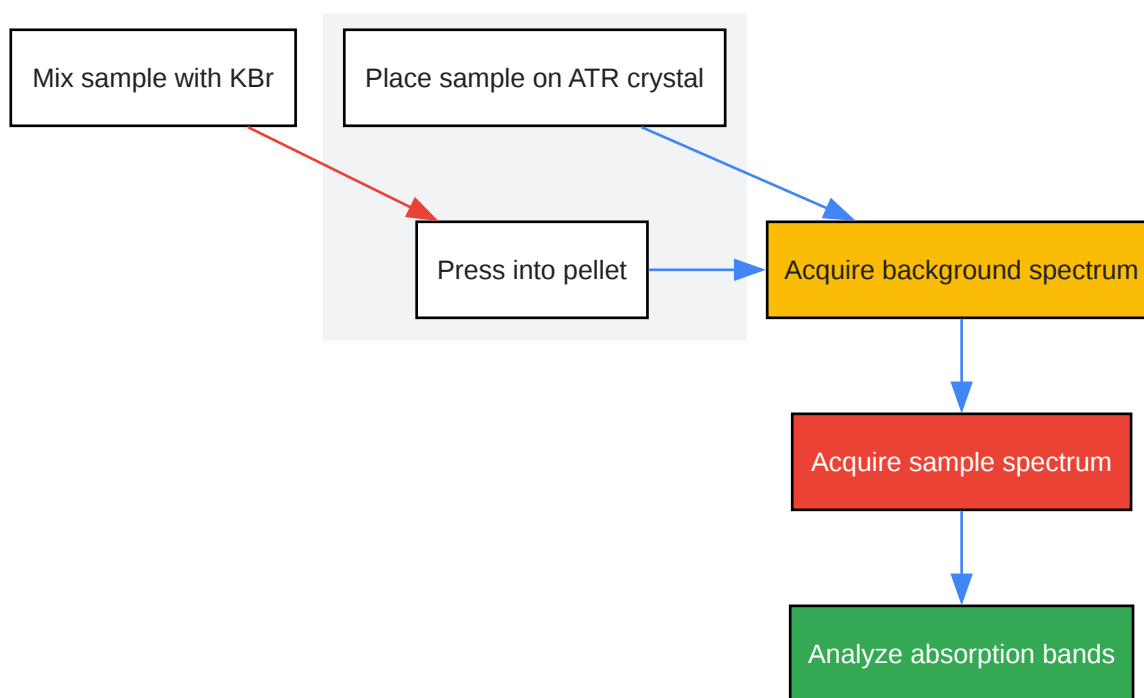 Mix sample with KBr
Place sample on ATR crystal
Press into pellet
Acquire background spectrum
Acquire sample spectrum
Analyze absorption bands